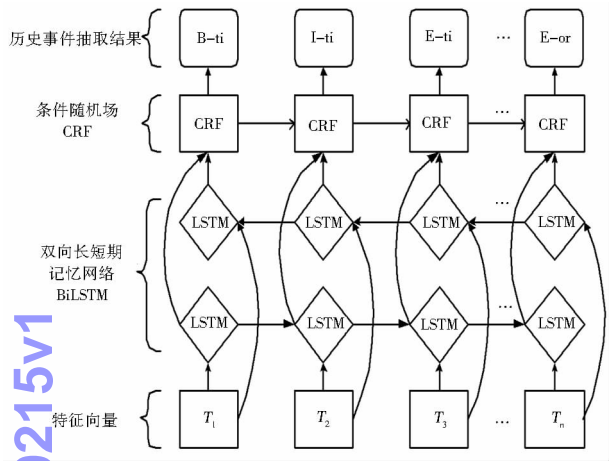 历史事件抽取结果 B-ti I-ti E-ti … E-or
条件随机场
CRF
CRF CRF CRF … CRF
LSTM LSTM LSTM … LSTM
双向长短期
记忆网络
BiLSTM
LSTM LSTM LSTM … LSTM
特征向量 T1 T2 T3 … Tn
0215v1